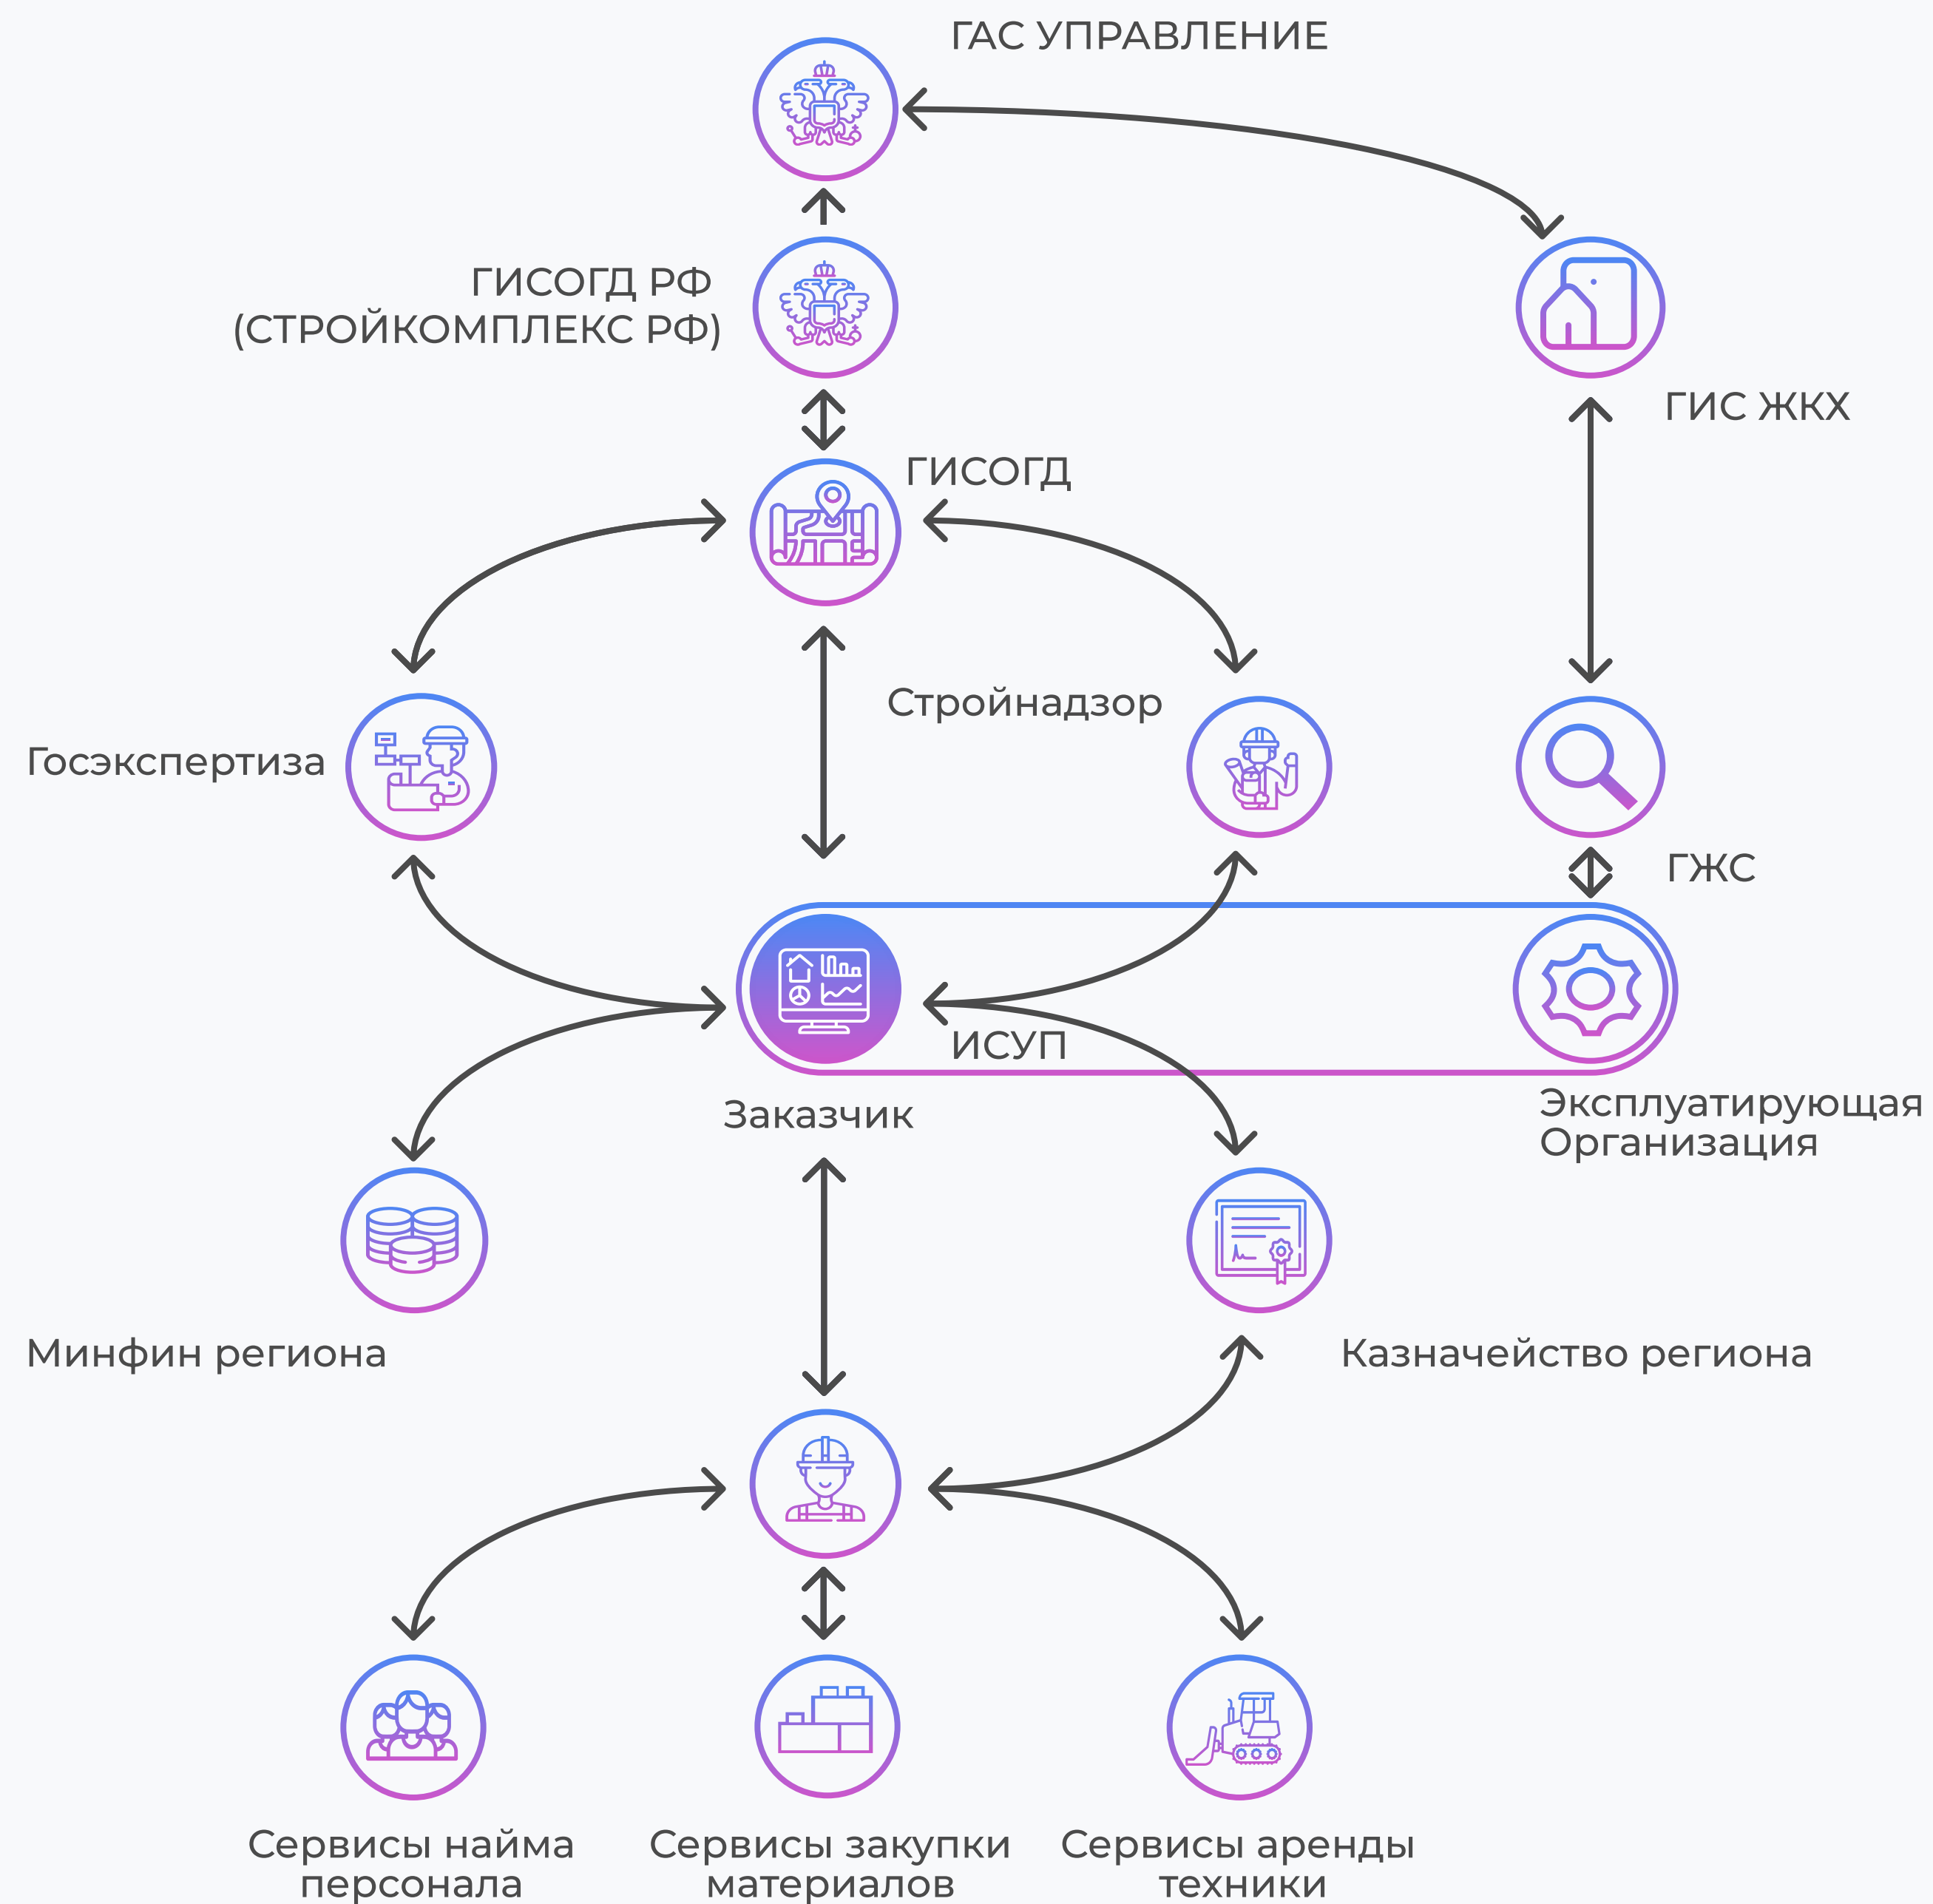 ГАС УПРАВЛЕНИЕ
ГИСОГД РФ
(СТРОЙКОМПЛЕКС РФ)
ГИС ЖКХ
ГИСОГД
Стройнадзор
Госэкспертиза
ГЖС
ИСУП
Заказчик
Эксплуатирующая
Организация
Минфин региона
Казначейство региона
Сервисы найма
персонала
Сервисы закупки
материалов
Сервисы аренды
техники